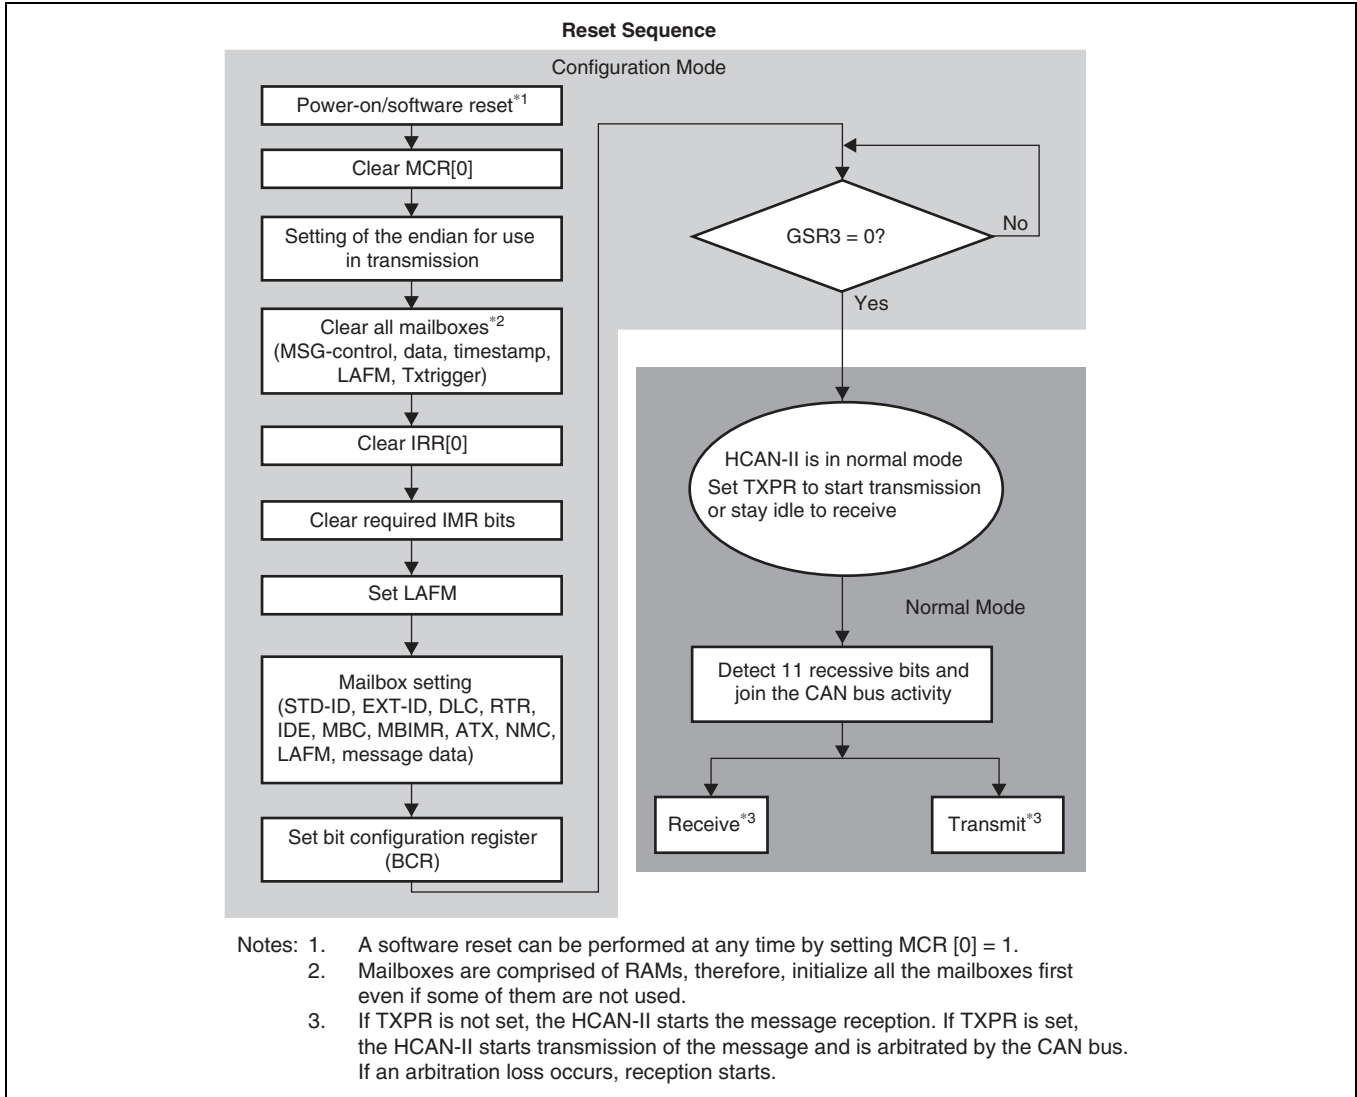 Reset Sequence
Configuration Mode
Power-on/software reset*1
Clear MCR[0]
Setting of the endian for use
in transmission
Clear all mailboxes*2
(MSG-control, data, timestamp,
LAFM, Txtrigger)
Clear IRR[0]
Clear required IMR bits
Set LAFM
Mailbox setting
(STD-ID, EXT-ID, DLC, RTR,
IDE, MBC, MBIMR, ATX, NMC,
LAFM, message data)
Set bit configuration register
(BCR)
GSR3 = 0?
No
Yes
HCAN-II is in normal mode
Set TXPR to start transmission
or stay idle to receive
Normal Mode
Detect 11 recessive bits and
join the CAN bus activity
Receive*3
Transmit*3
Notes: 1. A software reset can be performed at any time by setting MCR [0] = 1.
2. Mailboxes are comprised of RAMs, therefore, initialize all the mailboxes first
even if some of them are not used.
3. If TXPR is not set, the HCAN-II starts the message reception. If TXPR is set,
the HCAN-II starts transmission of the message and is arbitrated by the CAN bus.
If an arbitration loss occurs, reception starts.